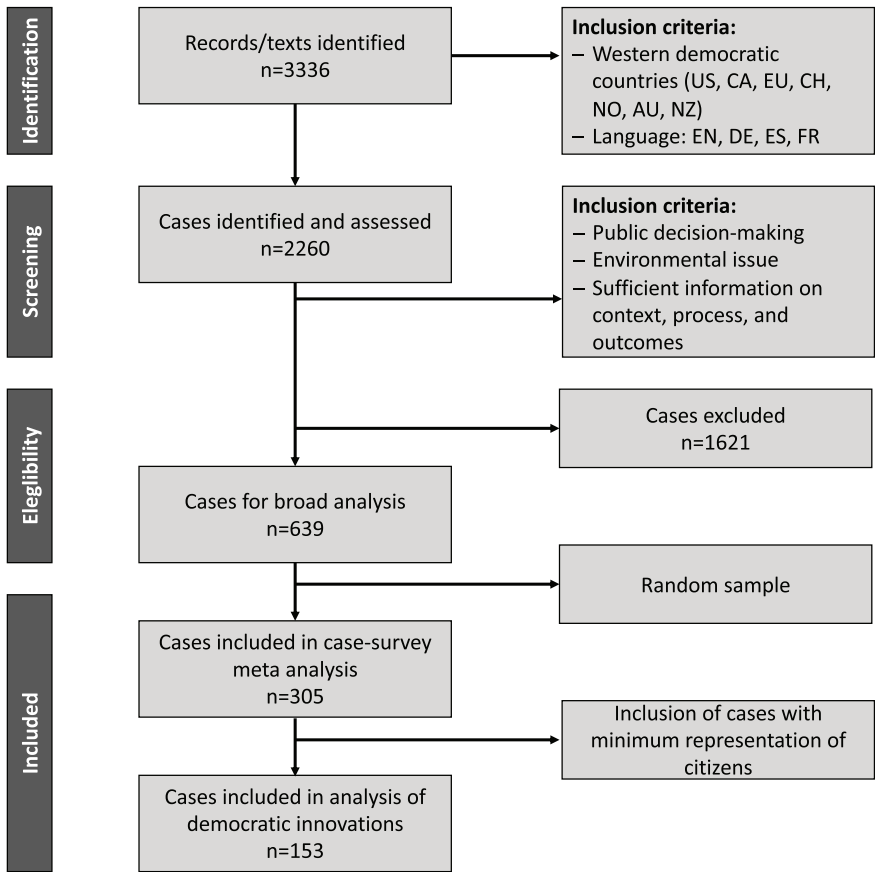 Identification
Records/texts identified
n=3336
Inclusion criteria:
– Western democratic
countries (US, CA, EU, CH,
NO, AU, NZ)
– Language: EN, DE, ES, FR
Screening
Cases identified and assessed
n=2260
Inclusion criteria:
– Public decision-making
– Environmental issue
– Sufficient information on
context, process, and
outcomes
Eleglibility
Cases excluded
n=1621
Cases for broad analysis
n=639
Random sample
Included
Cases included in case-survey
meta analysis
n=305
Inclusion of cases with
minimum representation of
citizens
Cases included in analysis of
democratic innovations
n=153